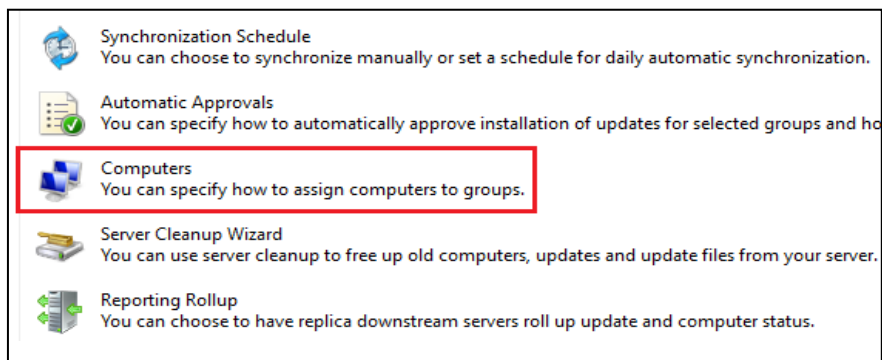 Synchronization Schedule
You can choose to synchronize manually or set a schedule for daily automatic synchronization.
Automatic Approvals
You can specify how to automatically approve installation of updates for selected groups and ho
Computers
You can specify how to assign computers to groups.
Server Cleanup Wizard
You can use server cleanup to free up old computers, updates and update files from your server.
Reporting Rollup
You can choose to have replica downstream servers roll up update and computer status.